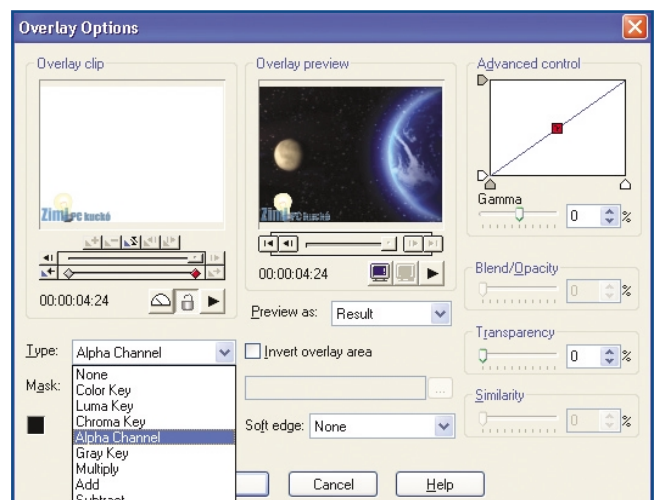 Overlay Options
Overlay clip
Zimi
PC kuckó
00:00:04:24
Overlay preview
Zimi
PC kuckó
00:00:04:24
Preview as: Result
Advanced control
Gamma
0 %
Blend/Opacity
0 %
Transparency
0 %
Similarity
0 %
Type: Alpha Channel
Invert overlay area
Mask:
None
Color Key
Luma Key
Chroma Key
Alpha Channel
Gray Key
Multiply
Add
Subtract
...
Soft edge: None
Cancel
Help